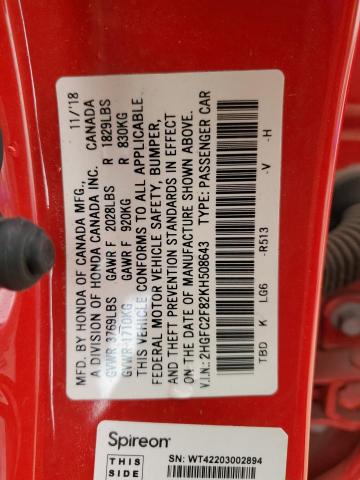 MFD. BY HONDA OF CANADA MFG., 11/'18
A DIVISION OF HONDA CANADA INC. CANADA
GVWR 3769LBS GAWR F 2028LBS R 1829LBS
GVWR 1710KG GAWR F 920KG R 830KG
THIS VEHICLE CONFORMS TO ALL APPLICABLE
FEDERAL MOTOR VEHICLE SAFETY, BUMPER,
AND THEFT PREVENTION STANDARDS IN EFFECT
ON THE DATE OF MANUFACTURE SHOWN ABOVE.
V.I.N.: 2HGFC2F82KH508643 TYPE: PASSENGER CAR
TBD K LG6 -R513 -V -H
Spireon®
THIS SIDE
SN: WT42203002894